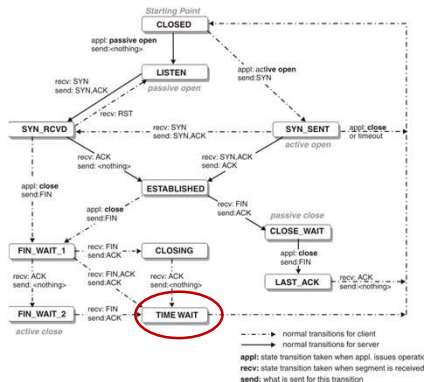 Starting Point
CLOSED
appl: passive open
send:<nothing>
appl: active open
send:SYN
LISTEN
passive open
recv: SYN
send: SYN,ACK
recv: RST
SYN_RCVD
recv: SYN
send: SYN,ACK
SYN_SENT
active open
appl: close
or timeout
recv: ACK
send: <nothing>
recv: SYN,ACK
send: ACK
appl: close
send:FIN
ESTABLISHED
appl: close
send:FIN
recv: FIN
send:ACK
passive close
CLOSE_WAIT
FIN_WAIT_1
recv: FIN
send:ACK
CLOSING
appl: close
send:FIN
recv: ACK
send: <nothing>
recv: FIN,ACK
send:ACK
recv: ACK
send:<nothing>
LAST_ACK
recv: ACK
send:<nothing>
FIN_WAIT_2
active close
recv: FIN
send:ACK
TIME WAIT
normal transitions for client
normal transitions for server
appl: state transition taken when appl. issues operatio
recv: state transition taken when segment is received
send: what is sent for this transition